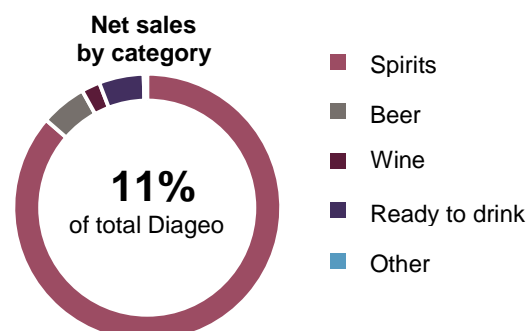 Net sales
by category
11%
of total Diageo
Spirits
Beer
Wine
Ready to drink
Other